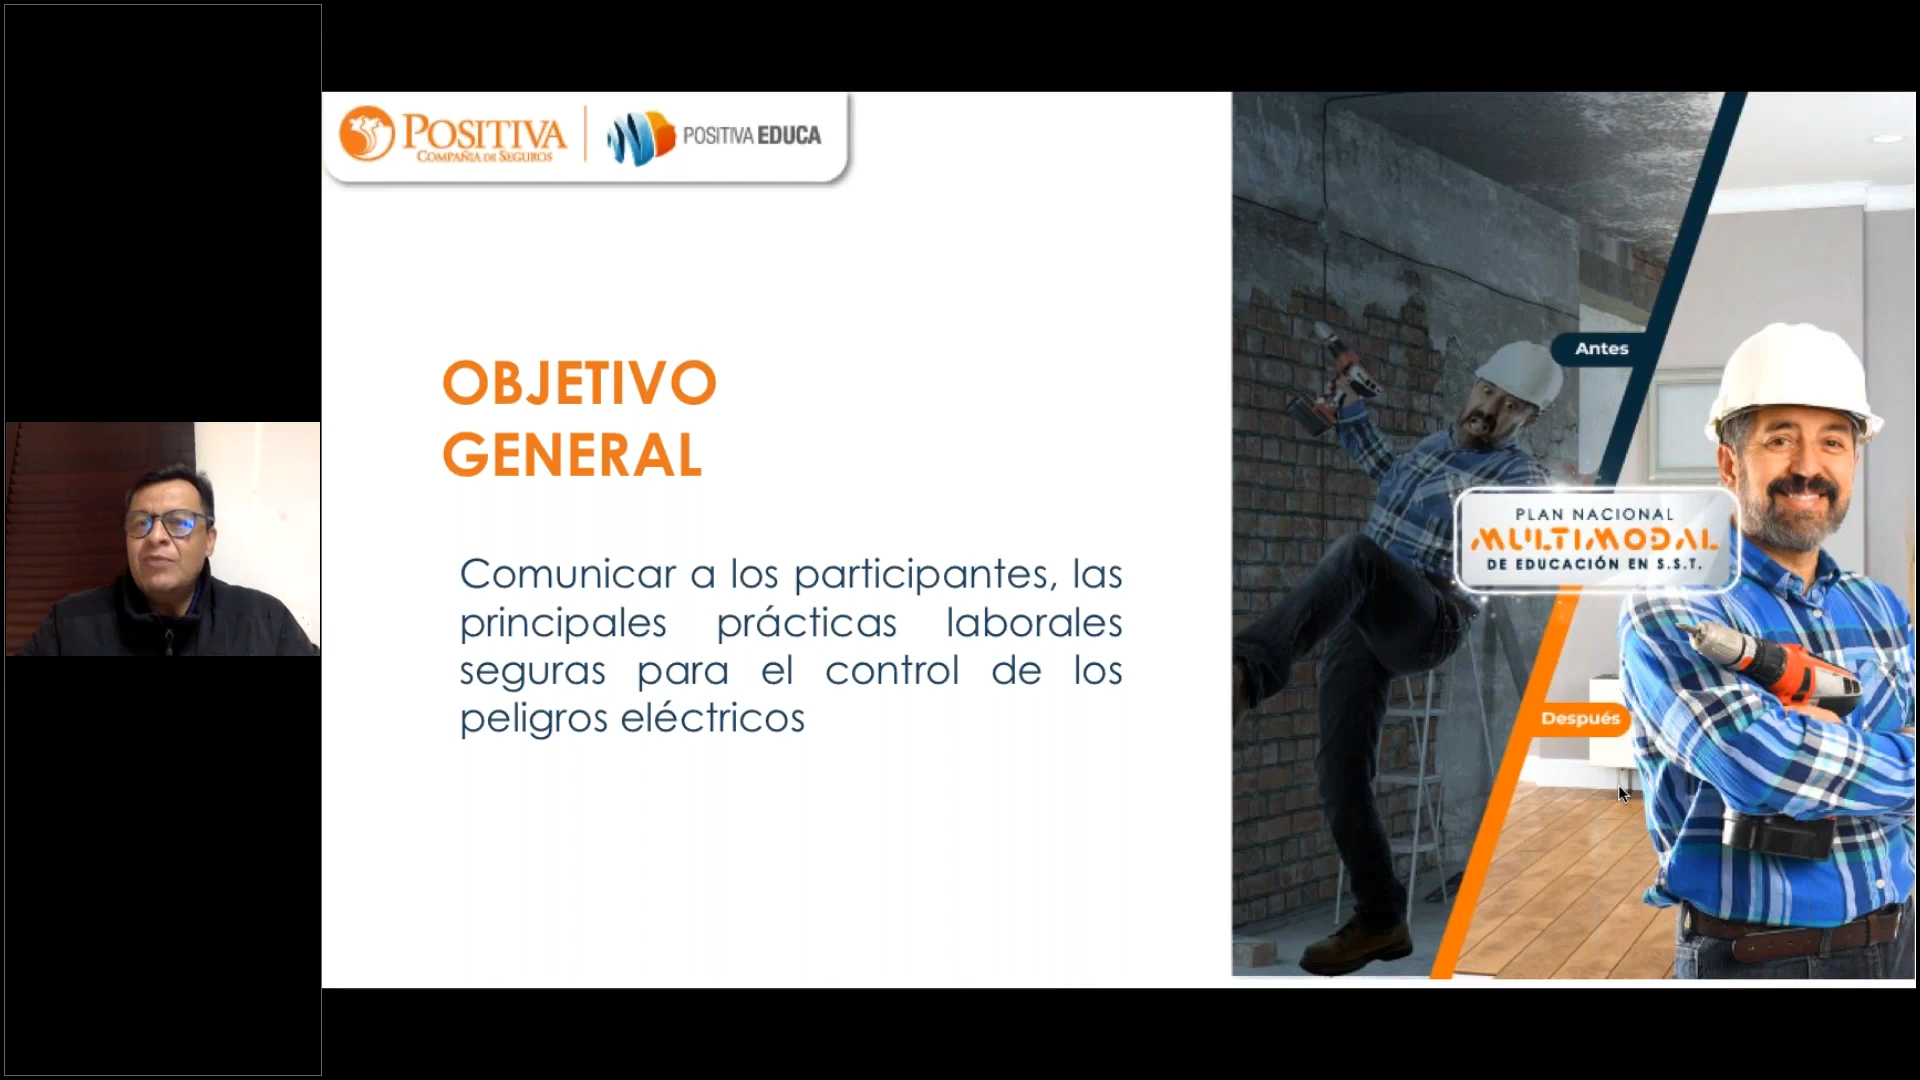 POSITIVA
COMPAÑIA DE SEGUROS
POSITIVA EDUCA
OBJETIVO
GENERAL
Comunicar a los participantes, las
principales prácticas laborales
seguras para el control de los
peligros eléctricos
Antes
PLAN NACIONAL
MULTIMODAL
DE EDUCACIÓN EN S.S.T.
Después